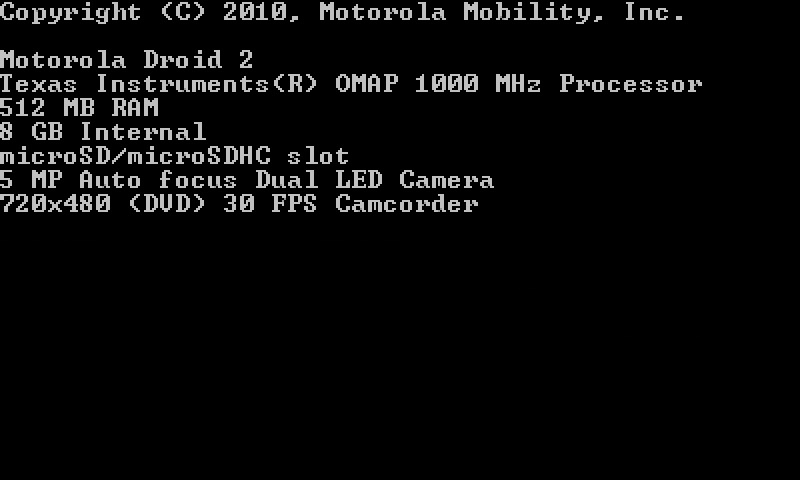 Copyright (C) 2010, Motorola Mobility, Inc.
Motorola Droid 2
Texas Instruments(R) OMAP 1000 MHz Processor
512 MB RAM
8 GB Internal
microSD/microSDHC slot
5 MP Auto focus Dual LED Camera
720x480 (DVD) 30 FPS Camcorder